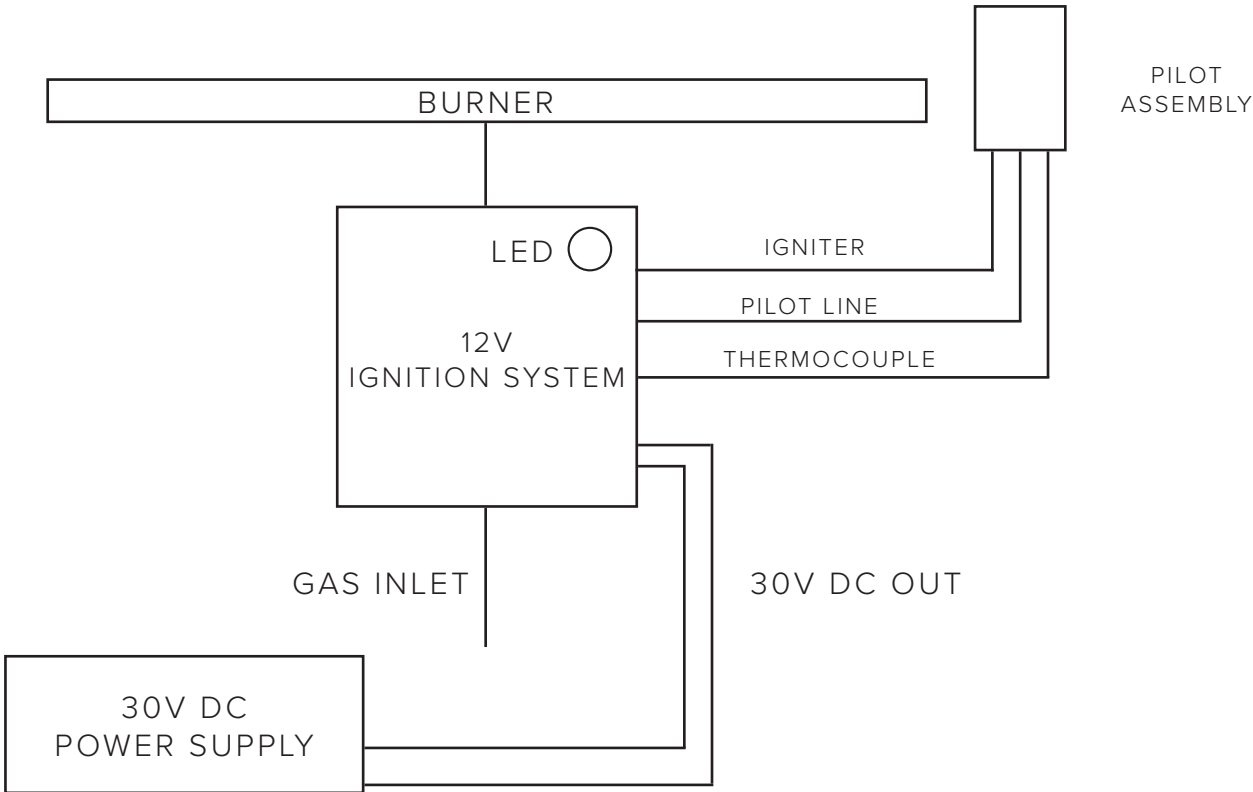 PILOT
ASSEMBLY
BURNER
LED
IGNITER
PILOT LINE
12V
IGNITION SYSTEM
THERMOCOUPLE
GAS INLET
30V DC OUT
30V DC
POWER SUPPLY